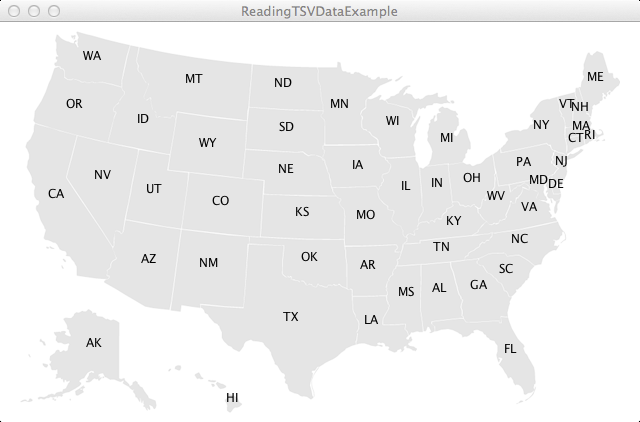 ReadingTSVDataExample
WA
MT
ND
MN
ME
VT
NH
OR
ID
SD
WI
NY
MA
CT
RI
WY
MI
NV
NE
IA
PA
NJ
UT
CO
IL
IN
OH
MD
DE
CA
KS
MO
WV
VA
KY
AZ
NM
OK
AR
TN
NC
SC
MS
AL
GA
TX
LA
FL
AK
HI